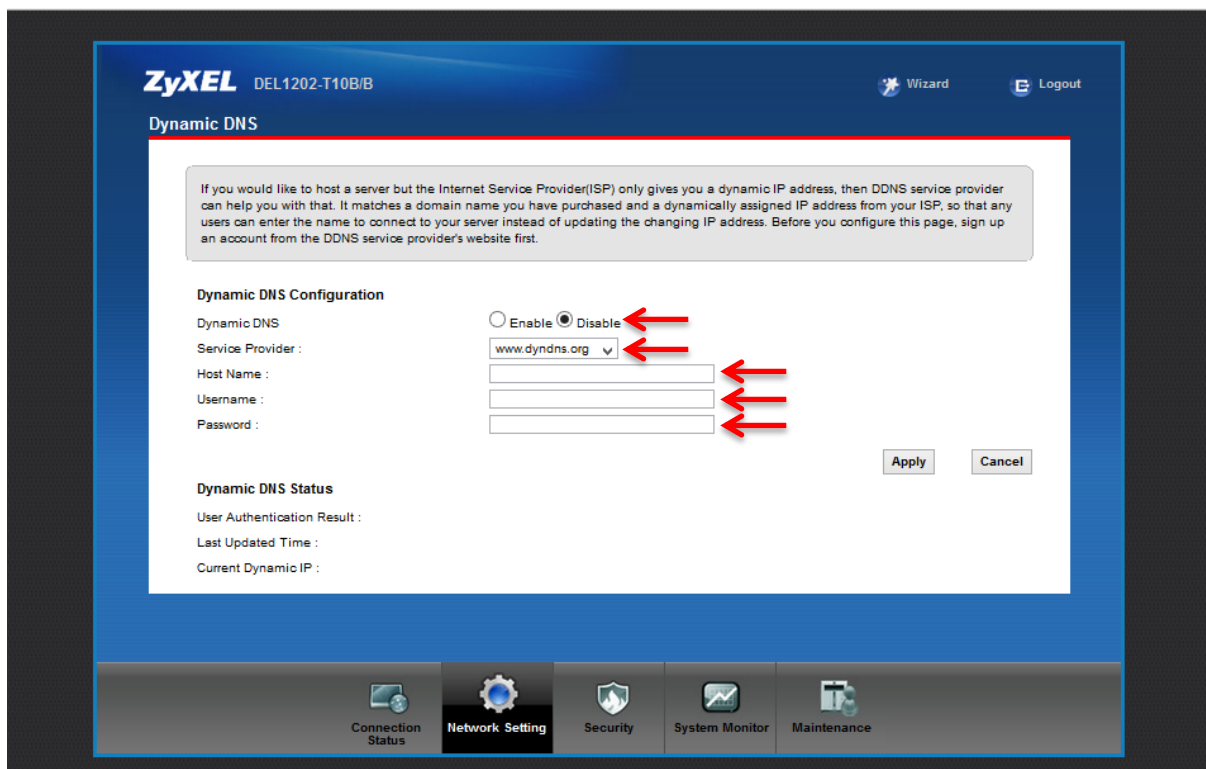 ZyXEL DEL1202-T10B/B
Wizard
Logout
Dynamic DNS
If you would like to host a server but the Internet Service Provider(ISP) only gives you a dynamic IP address, then DDNS service provider
can help you with that. It matches a domain name you have purchased and a dynamically assigned IP address from your ISP, so that any
users can enter the name to connect to your server instead of updating the changing IP address. Before you configure this page, sign up
an account from the DDNS service provider's website first.
Dynamic DNS Configuration
Dynamic DNS Enable Disable
Service Provider : www.dyndns.org
Host Name :
Username :
Password :
Apply Cancel
Dynamic DNS Status
User Authentication Result :
Last Updated Time :
Current Dynamic IP :
Connection
Status
Network Setting
Security
System Monitor
Maintenance